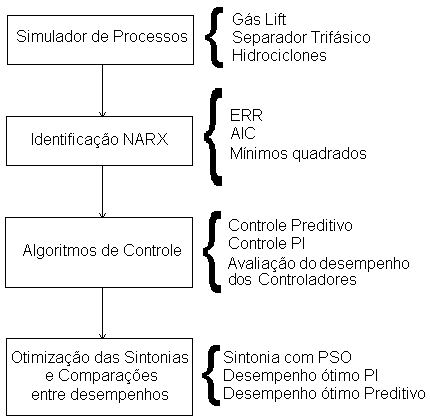 Simulador de Processos
Gás Lift
Separador Trifásico
Hidrociclones
Identificação NARX
ERR
AIC
Mínimos quadrados
Algoritmos de Controle
Controle Preditivo
Controle PI
Avaliação do desempenho
dos Controladores
Otimização das Sintonias
e Comparações
entre desempenhos
Sintonia com PSO
Desempenho ótimo PI
Desempenho ótimo Preditivo